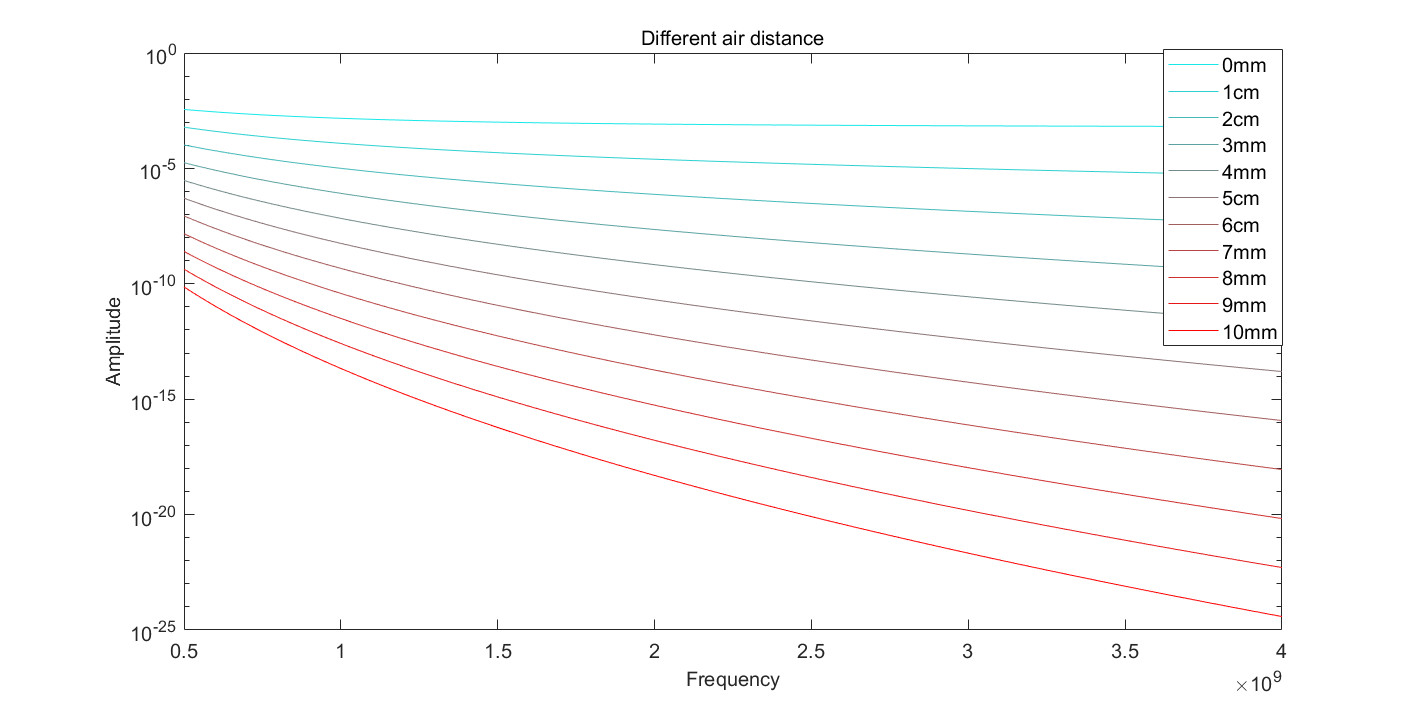 Different air distance
10^0
10^-5
10^-10
10^-15
10^-20
10^-25
Amplitude
0.5 1 1.5 2 2.5 3 3.5 4
Frequency
×10^9
0mm
1cm
2cm
3mm
4mm
5cm
6cm
7mm
8mm
9mm
10mm